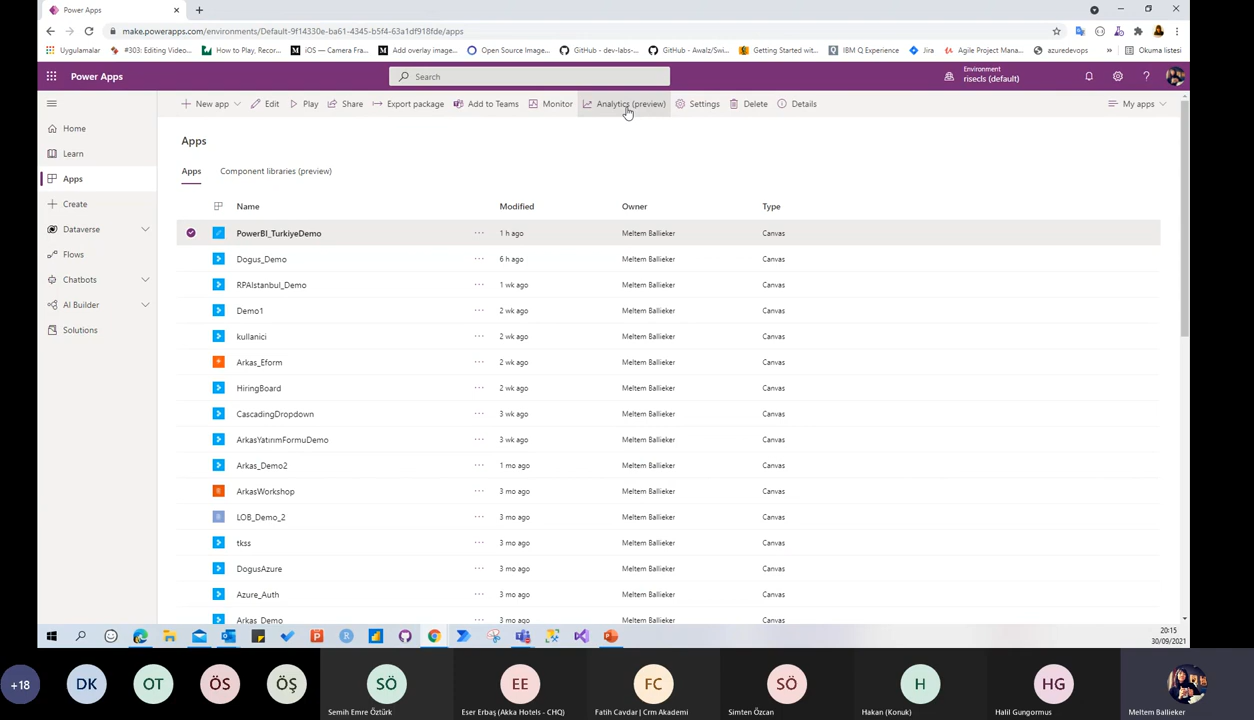 Power Apps
make.powerapps.com/environments/Default-9f14330e-ba61-4345-b5f4-63a1df918fde/apps
Uygulamalar #303: Editing Video... How to Play, Recor... iOS — Camera Fra... Add overlay image... Open Source Image... GitHub - dev-labs-... GitHub - Awalz/Swi... Getting Started wit... IBM Q Experience Jira Agile Project Mana... azuredevops » Okuma listesi
Power Apps Search Environment
risecls (default)
New app Edit Play Share Export package Add to Teams Monitor Analytics (preview) Settings Delete Details My apps
Home
Learn
Apps
Create
Dataverse
Flows
Chatbots
AI Builder
Solutions
Apps
Apps Component libraries (preview)
Name Modified Owner Type
PowerBI_TurkiyeDemo ... 1 h ago Meltem Ballieker Canvas
Dogus_Demo ... 6 h ago Meltem Ballieker Canvas
RPAIstanbul_Demo ... 1 wk ago Meltem Ballieker Canvas
Demo1 ... 2 wk ago Meltem Ballieker Canvas
kullanici ... 2 wk ago Meltem Ballieker Canvas
Arkas_Eform ... 2 wk ago Meltem Ballieker Canvas
HiringBoard ... 2 wk ago Meltem Ballieker Canvas
CascadingDropdown ... 3 wk ago Meltem Ballieker Canvas
ArkasYatırımFormuDemo ... 3 wk ago Meltem Ballieker Canvas
Arkas_Demo2 ... 1 mo ago Meltem Ballieker Canvas
ArkasWorkshop ... 3 mo ago Meltem Ballieker Canvas
LOB_Demo_2 ... 3 mo ago Meltem Ballieker Canvas
tkss ... 3 mo ago Meltem Ballieker Canvas
DogusAzure ... 3 mo ago Meltem Ballieker Canvas
Azure_Auth ... 3 mo ago Meltem Ballieker Canvas
Arkas_Demo ... 3 mo ago Meltem Ballieker Canvas
20:15
30/09/2021
+18 DK OT ÖS ÖŞ SÖ EE FC SÖ H HG
Semih Emre Öztürk Eser Erbaş (Akka Hotels - CHQ) Fatih Cavdar | Crm Akademi Simten Özcan Hakan (Konuk) Halil Gungormus Meltem Ballieker